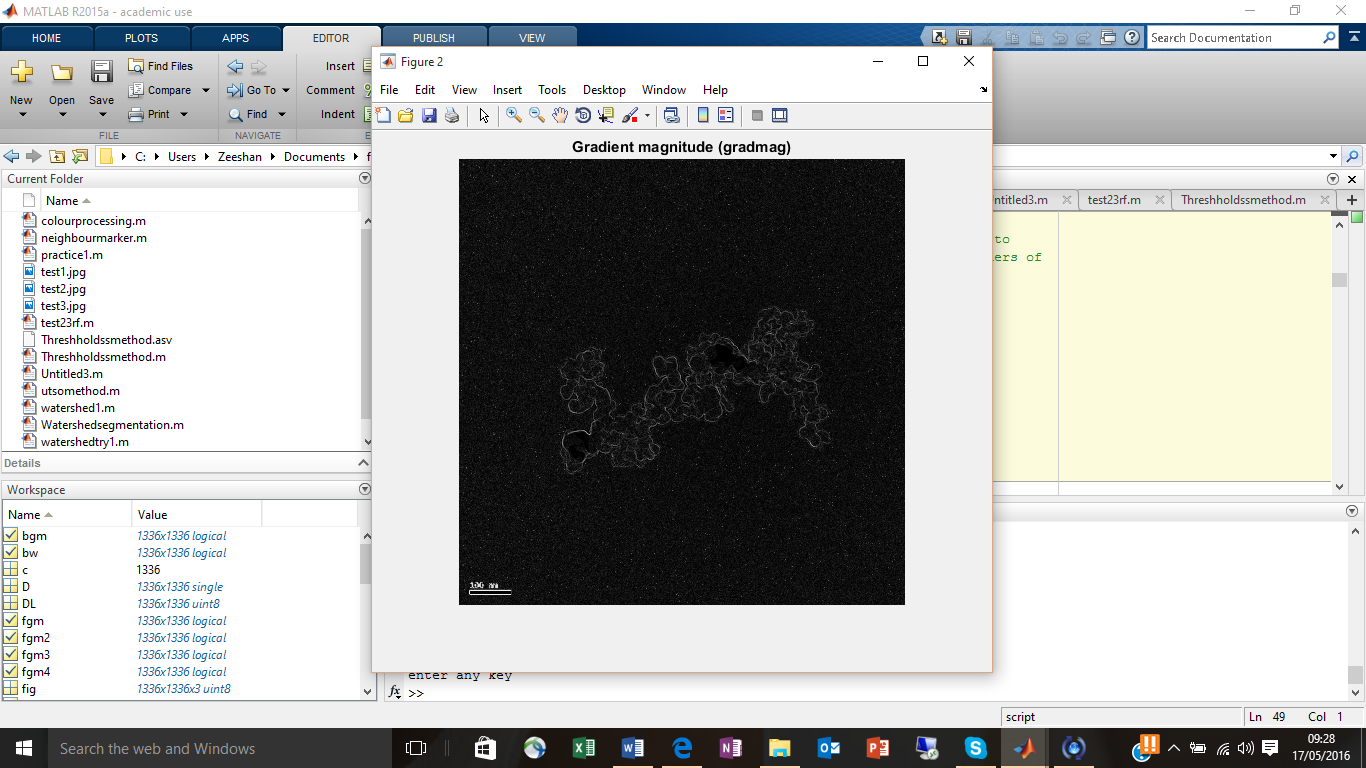 MATLAB R2015a - academic use
HOME PLOTS APPS EDITOR PUBLISH VIEW
Search Documentation
New
Open
Save
Find Files
Compare
Print
Go To
Find
Insert
Comment
Indent
FILE
NAVIGATE
C: Users Zeeshan Documents
Current Folder
Name
colourprocessing.m
neighbourmarker.m
practice1.m
test1.jpg
test2.jpg
test3.jpg
test23rf.m
Threshholdssmethod.asv
Threshholdssmethod.m
Untitled3.m
utsomethod.m
watershed1.m
Watershedsegmentation.m
watershedtry1.m
Details
Workspace
Name Value
bgm 1336x1336 logical
bw 1336x1336 logical
c 1336
D 1336x1336 single
DL 1336x1336 uint8
fgm 1336x1336 logical
fgm2 1336x1336 logical
fgm3 1336x1336 logical
fgm4 1336x1336 logical
fig 1336x1336x3 uint8
Figure 2
File Edit View Insert Tools Desktop Window Help
Gradient magnitude (gradmag)
100 nm
ntitled3.m test23rf.m Threshholdssmethod.m
to
ers of
enter any key
fx >>
script
Ln 49 Col 1
Search the web and Windows
09:28
17/05/2016